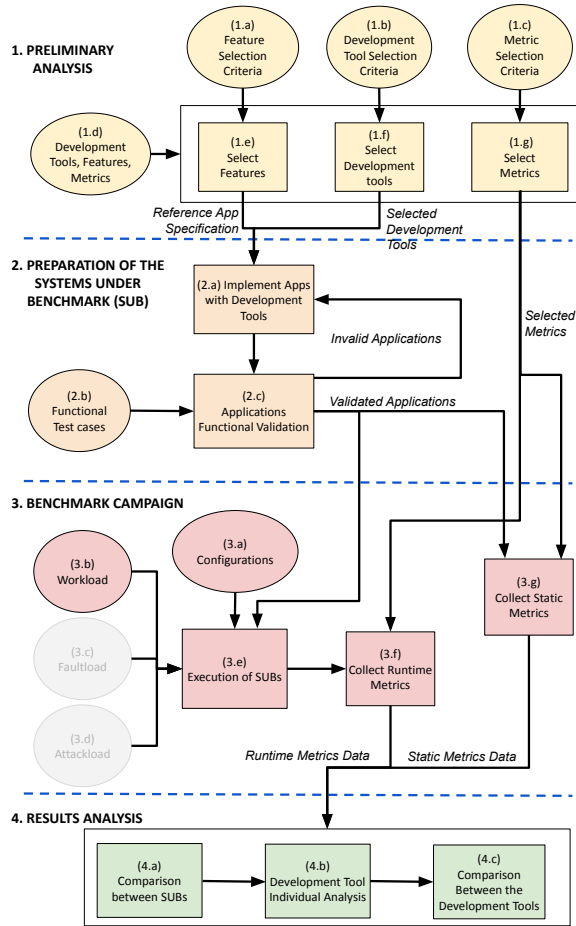 1. PRELIMINARY
ANALYSIS
(1.a)
Feature
Selection
Criteria
(1.b)
Development
Tool Selection
Criteria
(1.c)
Metric
Selection
Criteria
(1.d)
Development
Tools, Features,
Metrics
(1.e)
Select
Features
(1.f)
Select
Development
tools
(1.g)
Select
Metrics
Reference App
Specification
Selected
Development
Tools
2. PREPARATION OF THE
SYSTEMS UNDER
BENCHMARK (SUB)
(2.a) Implement Apps
with Development
Tools
Selected
Metrics
Invalid Applications
(2.b)
Functional
Test cases
(2.c)
Applications
Functional Validation
Validated Applications
3. BENCHMARK CAMPAIGN
(3.a)
Configurations
(3.b)
Workload
(3.c)
Faultload
(3.d)
Attackload
(3.e)
Execution of SUBs
(3.f)
Collect Runtime
Metrics
(3.g)
Collect Static
Metrics
Runtime Metrics Data
Static Metrics Data
4. RESULTS ANALYSIS
(4.a)
Comparison
between SUBs
(4.b)
Development Tool
Individual Analysis
(4.c)
Comparison
Between the
Development Tools